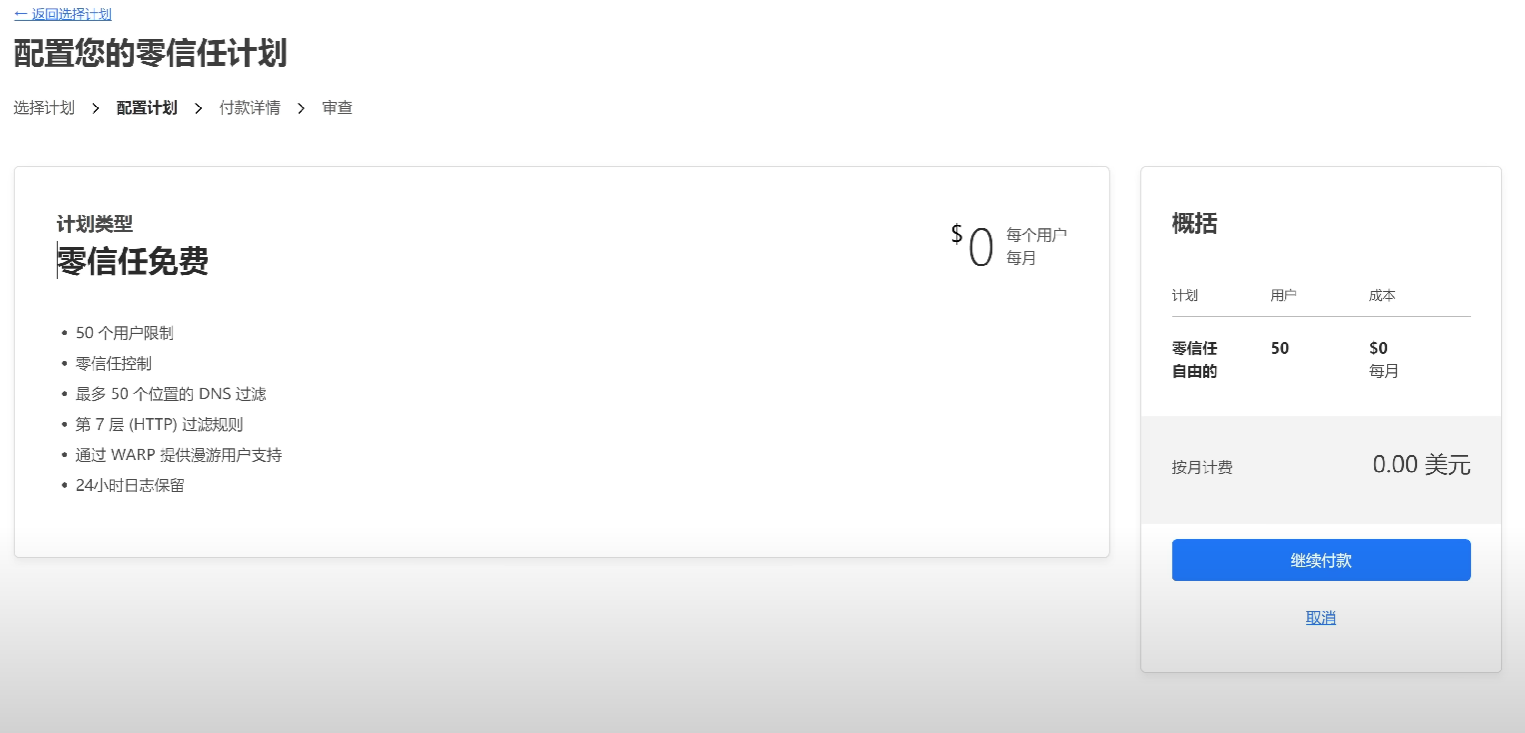 ← 返回选择计划
配置您的零信任计划
选择计划 > 配置计划 > 付款详情 > 审查
计划类型
零信任免费
$0 每个用户
每月
• 50 个用户限制
• 零信任控制
• 最多 50 个位置的 DNS 过滤
• 第 7 层 (HTTP) 过滤规则
• 通过 WARP 提供漫游用户支持
• 24小时日志保留
概括
计划 用户 成本
零信任 50 $0
自由的 每月
按月计费 0.00 美元
继续付款
取消